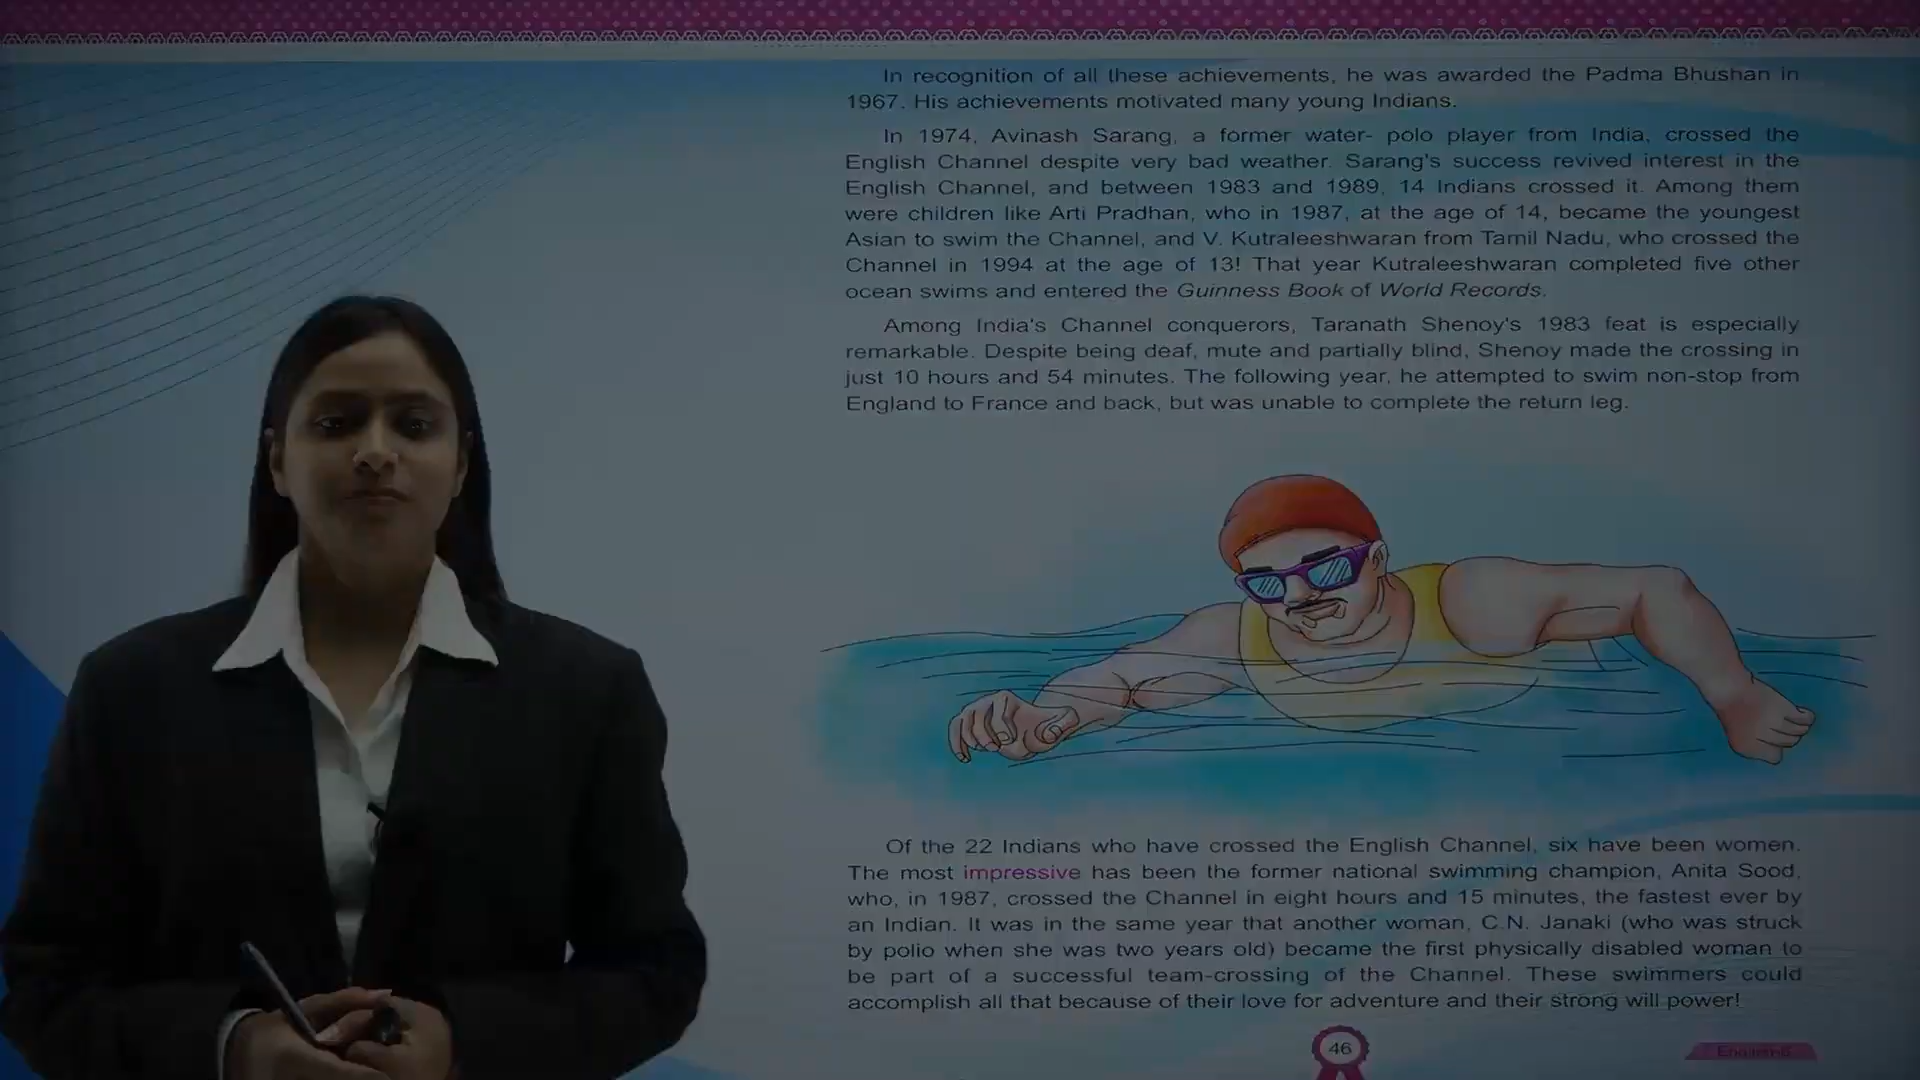 In recognition of all these achievements, he was awarded the Padma Bhushan in
1967. His achievements motivated many young Indians.
In 1974, Avinash Sarang, a former water- polo player from India, crossed the
English Channel despite very bad weather. Sarang's success revived interest in the
English Channel, and between 1983 and 1989, 14 Indians crossed it. Among them
were children like Arti Pradhan, who in 1987, at the age of 14, became the youngest
Asian to swim the Channel, and V. Kutraleeshwaran from Tamil Nadu, who crossed the
Channel in 1994 at the age of 13! That year Kutraleeshwaran completed five other
ocean swims and entered the Guinness Book of World Records.
Among India's Channel conquerors, Taranath Shenoy's 1983 feat is especially
remarkable. Despite being deaf, mute and partially blind, Shenoy made the crossing in
just 10 hours and 54 minutes. The following year, he attempted to swim non-stop from
England to France and back, but was unable to complete the return leg.
Of the 22 Indians who have crossed the English Channel, six have been women.
The most impressive has been the former national swimming champion, Anita Sood,
who, in 1987, crossed the Channel in eight hours and 15 minutes, the fastest ever by
an Indian. It was in the same year that another woman, C.N. Janaki (who was struck
by polio when she was two years old) became the first physically disabled woman to
be part of a successful team-crossing of the Channel. These swimmers could
accomplish all that because of their love for adventure and their strong will power!
46